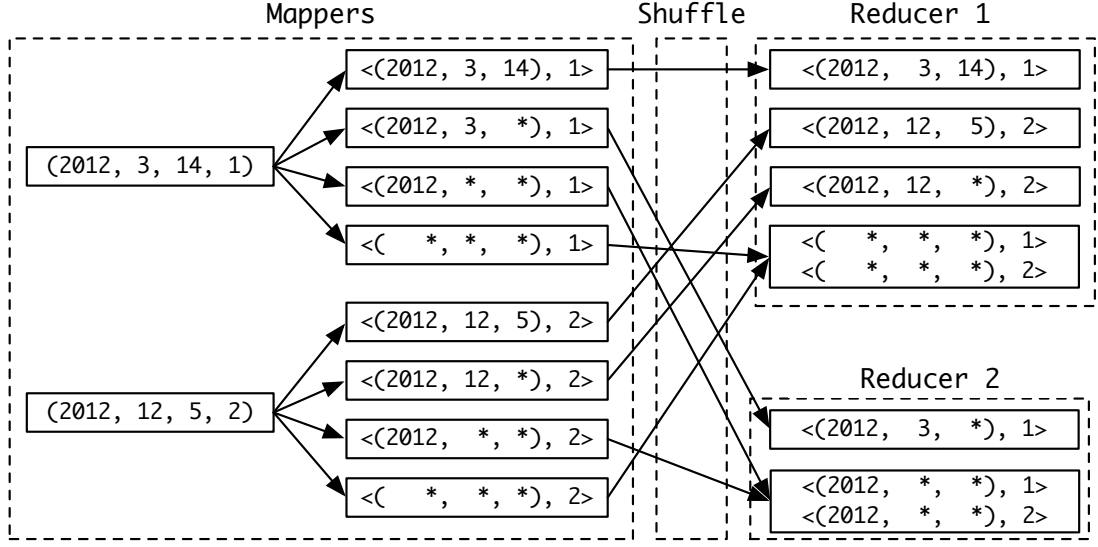 Mappers
Shuffle
Reducer 1
(2012, 3, 14, 1)
<(2012, 3, 14), 1>
<(2012, 3, *), 1>
<(2012, *, *), 1>
<( *, *, *), 1>
(2012, 12, 5, 2)
<(2012, 12, 5), 2>
<(2012, 12, *), 2>
<(2012, *, *), 2>
<( *, *, *), 2>
<(2012, 3, 14), 1>
<(2012, 12, 5), 2>
<(2012, 12, *), 2>
<( *, *, *), 1>
<( *, *, *), 2>
Reducer 2
<(2012, 3, *), 1>
<(2012, *, *), 1>
<(2012, *, *), 2>